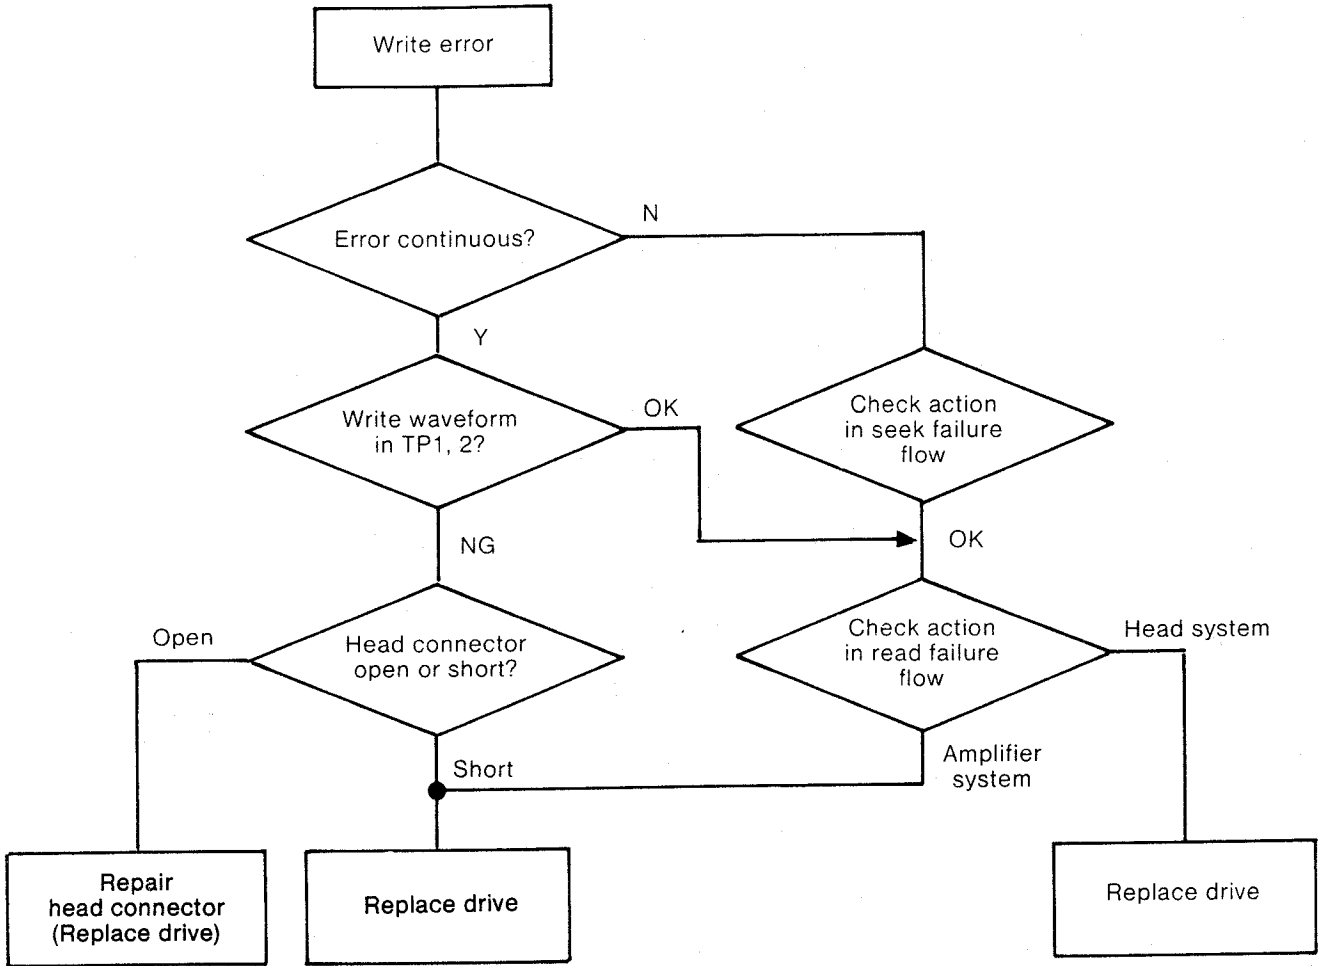 Write error
Error continuous?
N
Y
Write waveform
in TP1, 2?
OK
Check action
in seek failure
flow
NG
OK
Open
Head connector
open or short?
Check action
in read failure
flow
Head system
Short
Amplifier
system
Repair
head connector
(Replace drive)
Replace drive
Replace drive